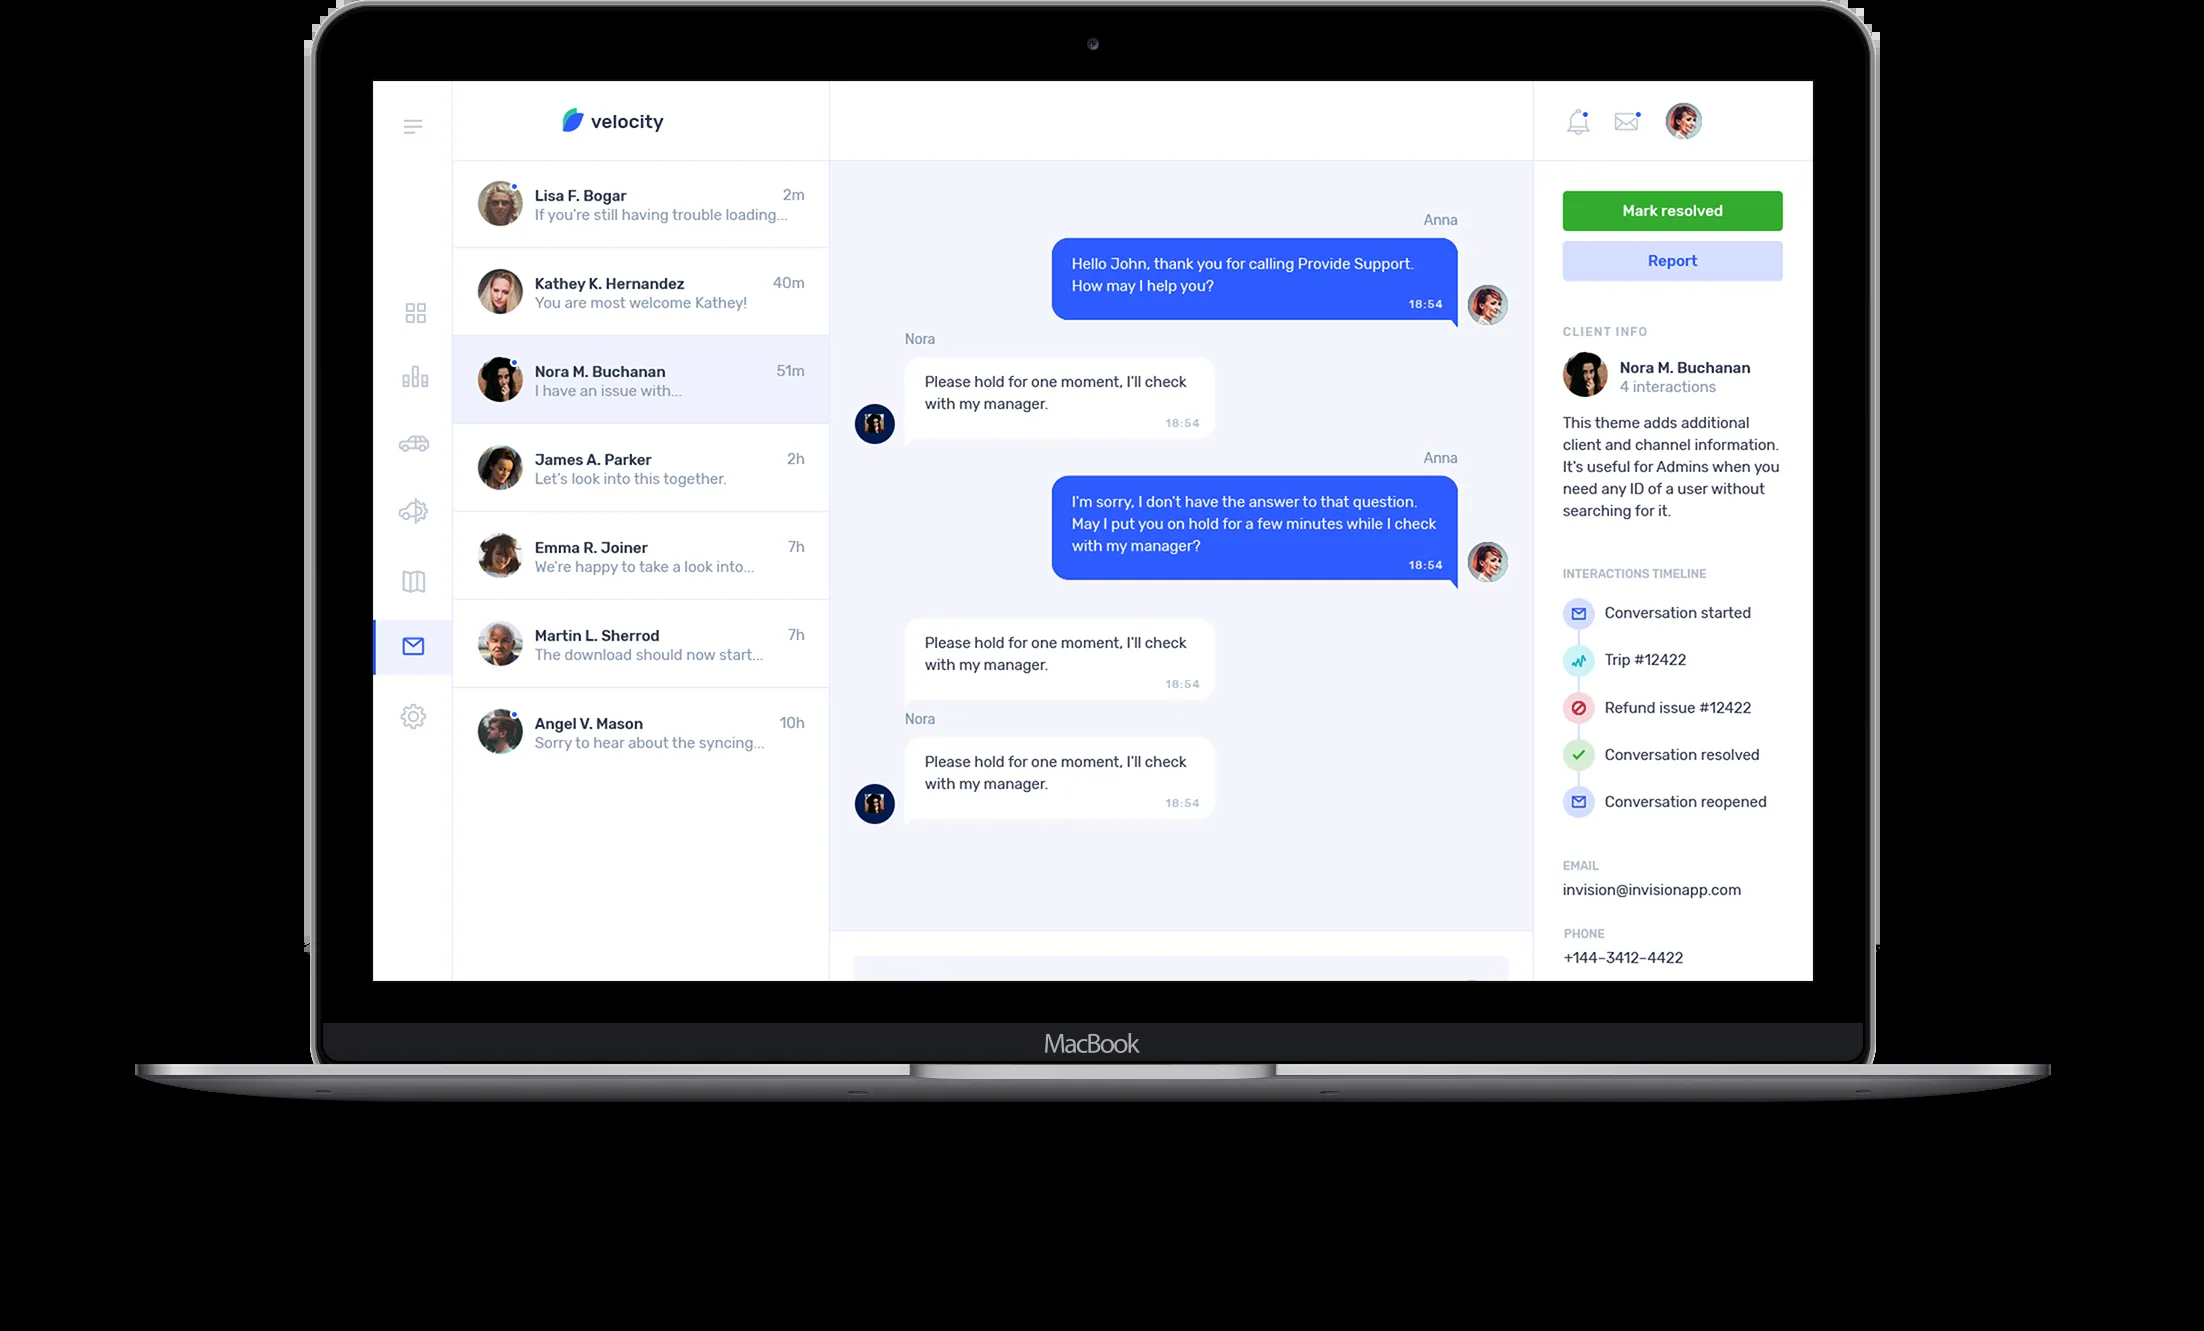 velocity
Lisa F. Bogar 2m
If you're still having trouble loading...
Kathey K. Hernandez 40m
You are most welcome Kathey!
Nora M. Buchanan 51m
I have an issue with...
James A. Parker 2h
Let's look into this together.
Emma R. Joiner 7h
We're happy to take a look into...
Martin L. Sherrod 7h
The download should now start...
Angel V. Mason 10h
Sorry to hear about the syncing...
Anna
Hello John, thank you for calling Provide Support.
How may I help you?
18:54
Nora
Please hold for one moment, I'll check
with my manager.
18:54
Anna
I'm sorry, I don't have the answer to that question.
May I put you on hold for a few minutes while I check
with my manager?
18:54
Please hold for one moment, I'll check
with my manager.
18:54
Nora
Please hold for one moment, I'll check
with my manager.
18:54
Mark resolved
Report
CLIENT INFO
Nora M. Buchanan
4 interactions
This theme adds additional
client and channel information.
It's useful for Admins when you
need any ID of a user without
searching for it.
INTERACTIONS TIMELINE
Conversation started
Trip #12422
Refund issue #12422
Conversation resolved
Conversation reopened
EMAIL
invision@invisionapp.com
PHONE
+144-3412-4422
MacBook